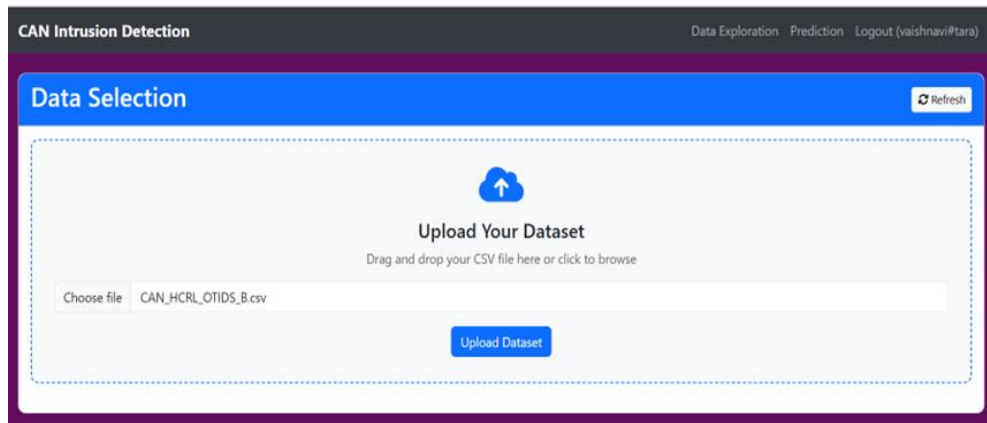 CAN Intrusion Detection Data Exploration Prediction Logout (vaishnavi#tara)
Data Selection Refresh
Upload Your Dataset
Drag and drop your CSV file here or click to browse
Choose file CAN_HCRL_OTIDS_B.csv
Upload Dataset